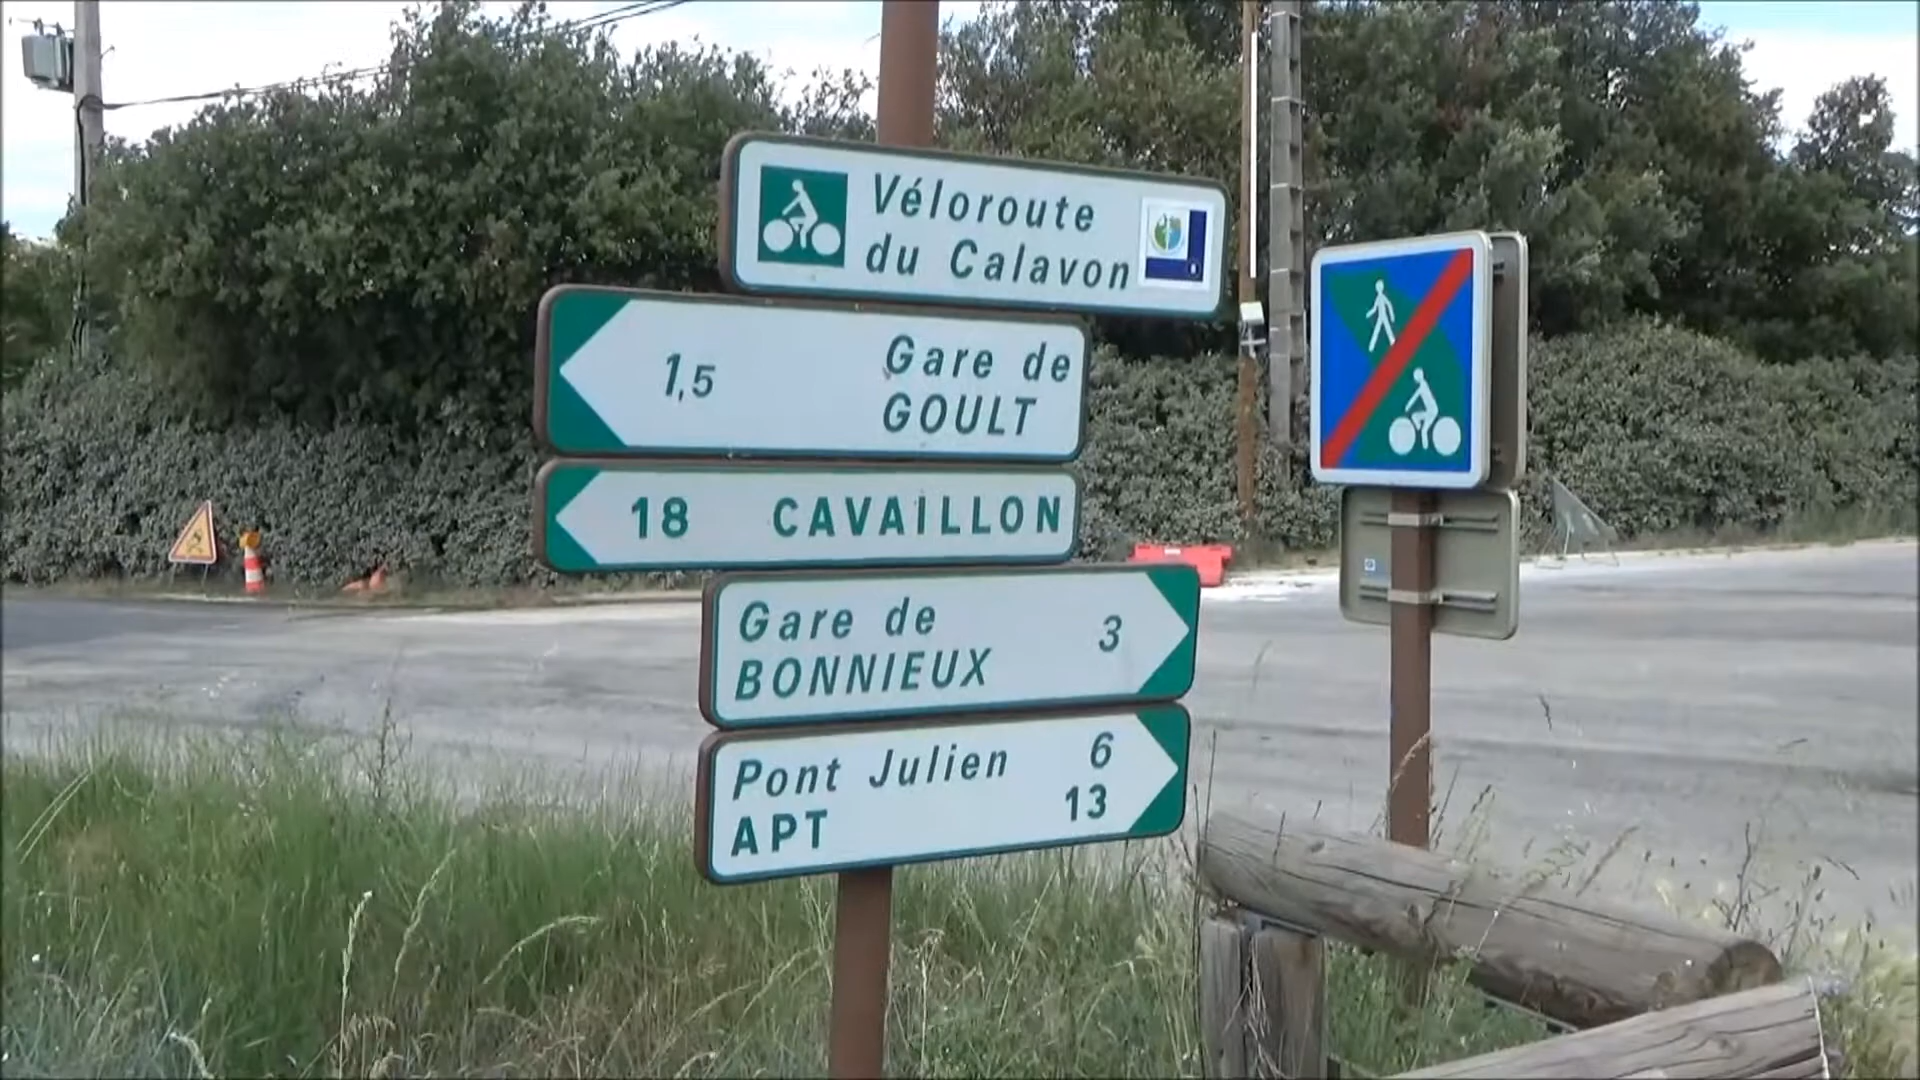 Véloroute
du Calavon
1,5 Gare de
GOULT
18 CAVAILLON
Gare de 3
BONNIEUX
Pont Julien 6
APT 13